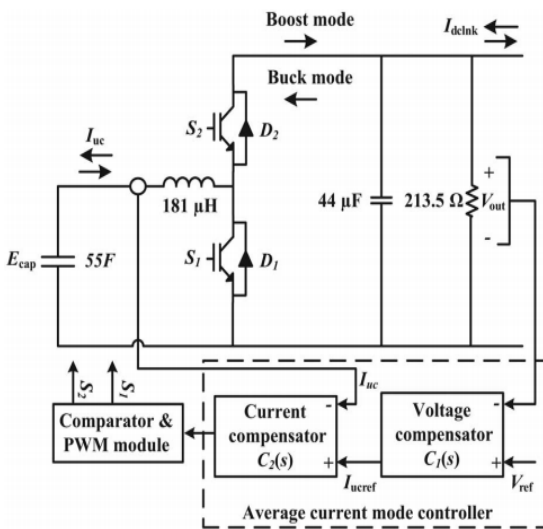 Boost mode
I_dclnk
Buck mode
S_2
D_2
I_uc
181 µH
44 µF
213.5 Ω
+
V_out
-
E_cap
55F
S_1
D_1
S_2
S_1
I_uc
Comparator &
PWM module
-
Current
compensator
C_2(s)
+
I_ucref
-
Voltage
compensator
C_1(s)
+
V_ref
Average current mode controller